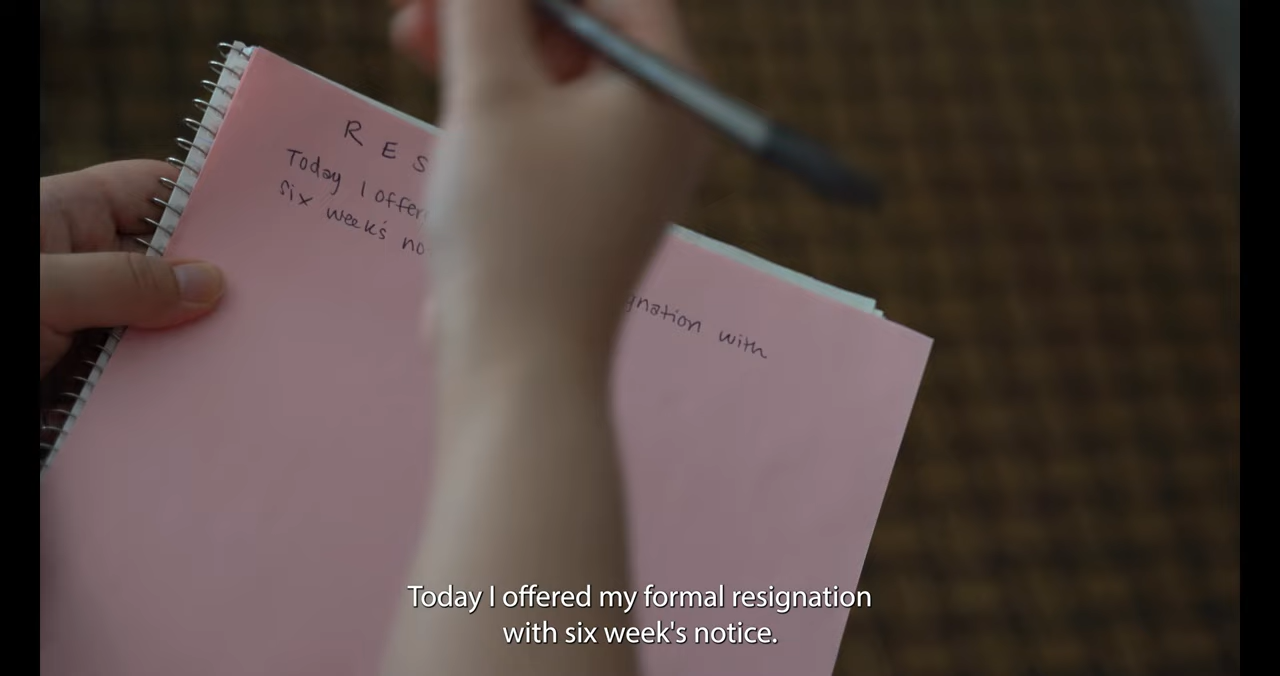 R E S
Today I offer
six week's no
gnation with
Today I offered my formal resignation
with six week's notice.